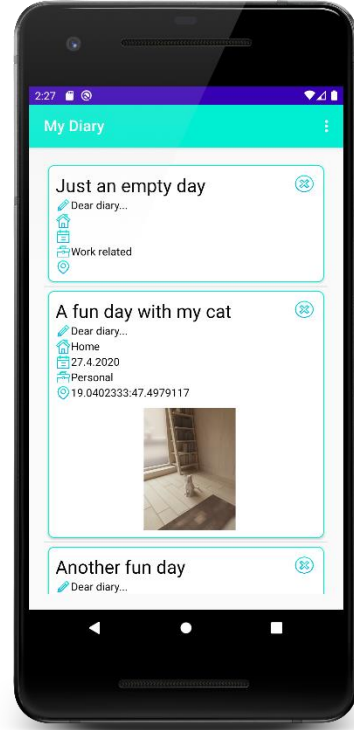 2:27
My Diary
Just an empty day
Dear diary...
Work related
A fun day with my cat
Dear diary...
Home
27.4.2020
Personal
19.0402333:47.4979117
Another fun day
Dear diary...